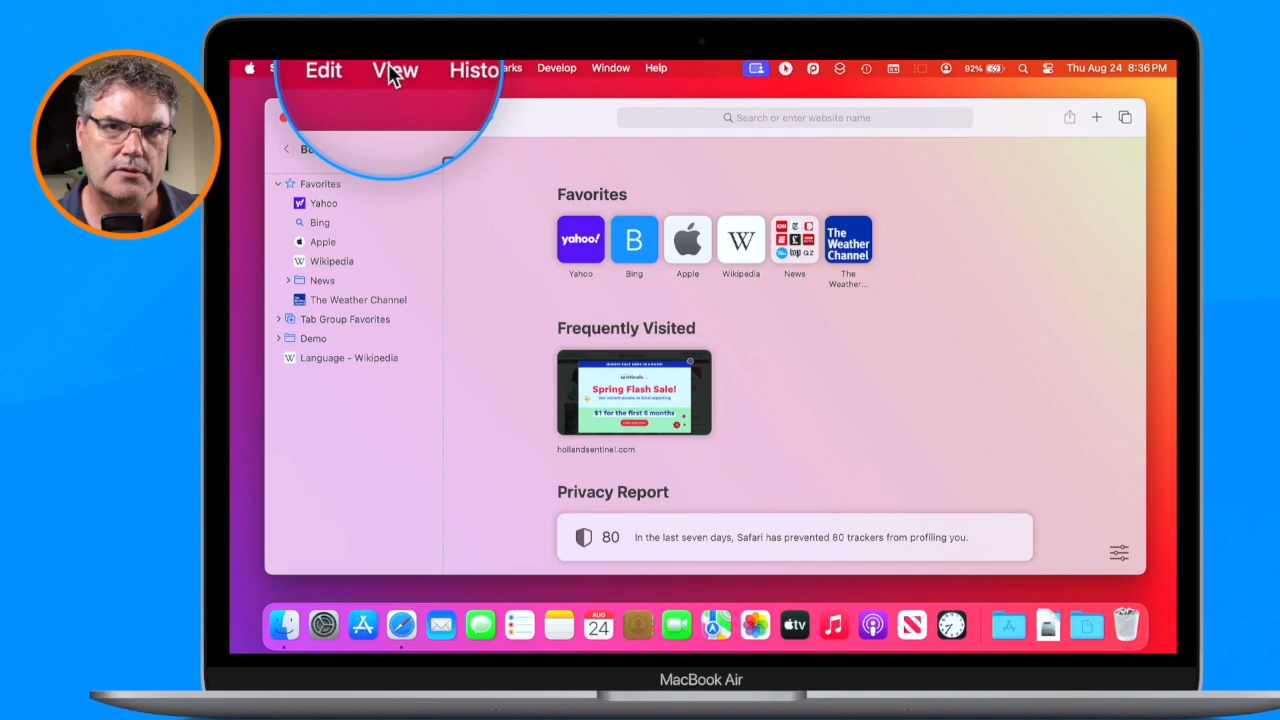 Edit View Histo arks Develop Window Help 92% Thu Aug 24 8:36 PM
Search or enter website name
Favorites
Yahoo
Bing
Apple
Wikipedia
News
The Weather Channel
Tab Group Favorites
Demo
Language - Wikipedia
Favorites
yahoo! B W The Weather Channel
Yahoo Bing Apple Wikipedia News The Weather...
Frequently Visited
sentinel
Spring Flash Sale!
$1 for the first 6 months
hollandsentinel.com
Privacy Report
80 In the last seven days, Safari has prevented 80 trackers from profiling you.
AUG
24
tv
MacBook Air